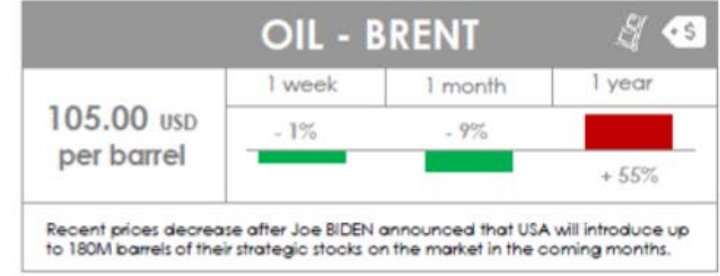 OIL - BRENT
$
1 week
1 month
1 year
105.00 USD
per barrel
- 1%
- 9%
+ 55%
Recent prices decrease after Joe BIDEN announced that USA will introduce up
to 180M barrels of their strategic stocks on the market in the coming months.